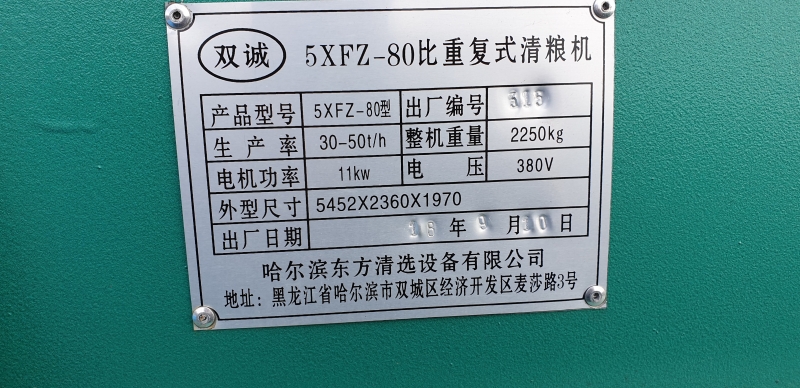 双诚 5XFZ-80比重复式清粮机
产品型号 5XFZ-80型 出厂编号
生产率 30-50t/h 整机重量 2250kg
电机功率 11kw 电压 380V
外型尺寸 5452X2360X1970
出厂日期 年9月10日
哈尔滨东方清选设备有限公司
地址: 黑龙江省哈尔滨市双城区经济开发区麦莎路3号